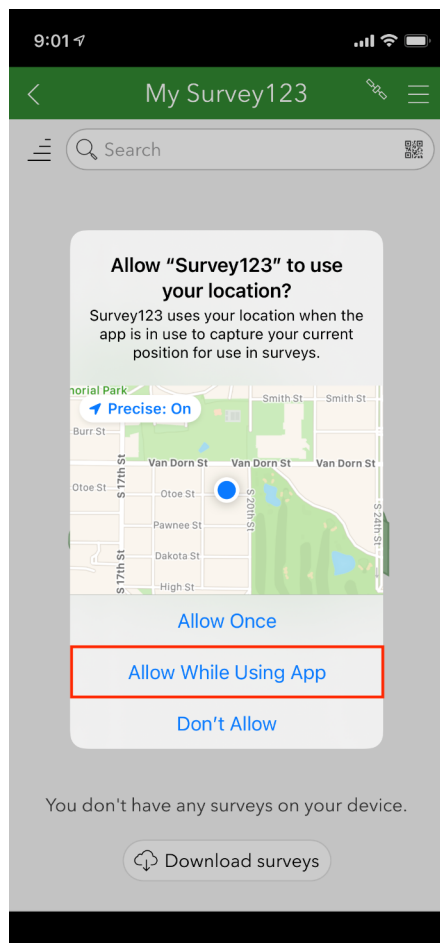 9:01
My Survey123
Search
Allow “Survey123” to use
your location?
Survey123 uses your location when the
app is in use to capture your current
position for use in surveys.
norial Park
Precise: On
Smith St
Smith St
Burr St
Van Dorn St
Van Dorn St
Van Dorn St
S 17th St
Otoe St
Otoe St
S 20th St
S 24th St
Pawnee St
Dakota St
S 17th St
High St
Allow Once
Allow While Using App
Don’t Allow
You don't have any surveys on your device.
Download surveys